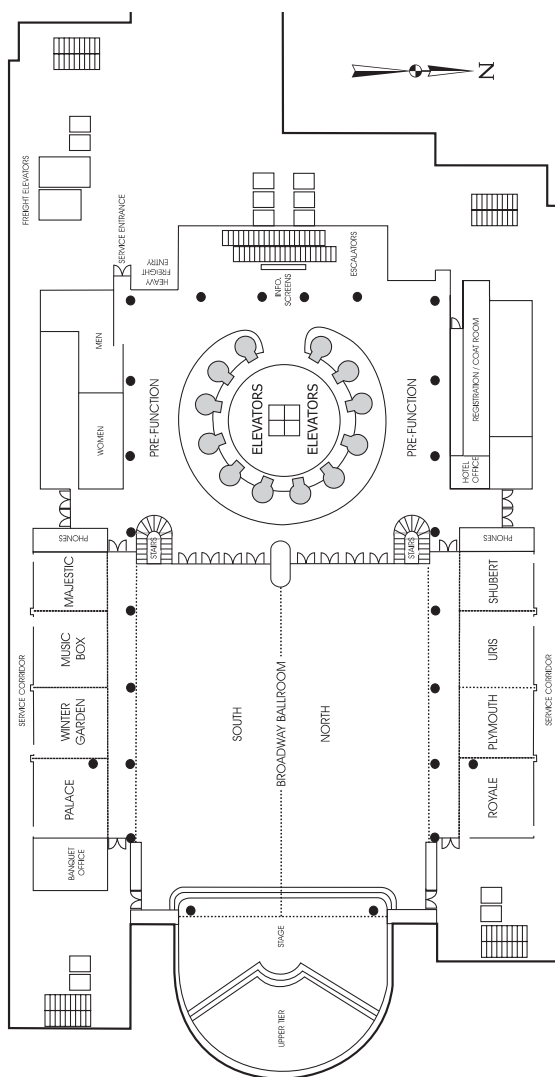 N
FREIGHT ELEVATORS
SERVICE ENTRANCE
HEAVY
FREIGHT
ENTRY
INFO.
SCREENS
ESCALATORS
MEN
WOMEN
PRE-FUNCTION
ELEVATORS
ELEVATORS
PRE-FUNCTION
REGISTRATION / COAT ROOM
HOTEL
OFFICE
PHONES
STAIRS
STAIRS
PHONES
MAJESTIC
SHUBERT
MUSIC
BOX
URIS
SERVICE CORRIDOR
WINTER
GARDEN
SOUTH
BROADWAY BALLROOM
NORTH
PLYMOUTH
SERVICE CORRIDOR
PALACE
ROYALE
BANQUET
OFFICE
STAGE
UPPER TIER